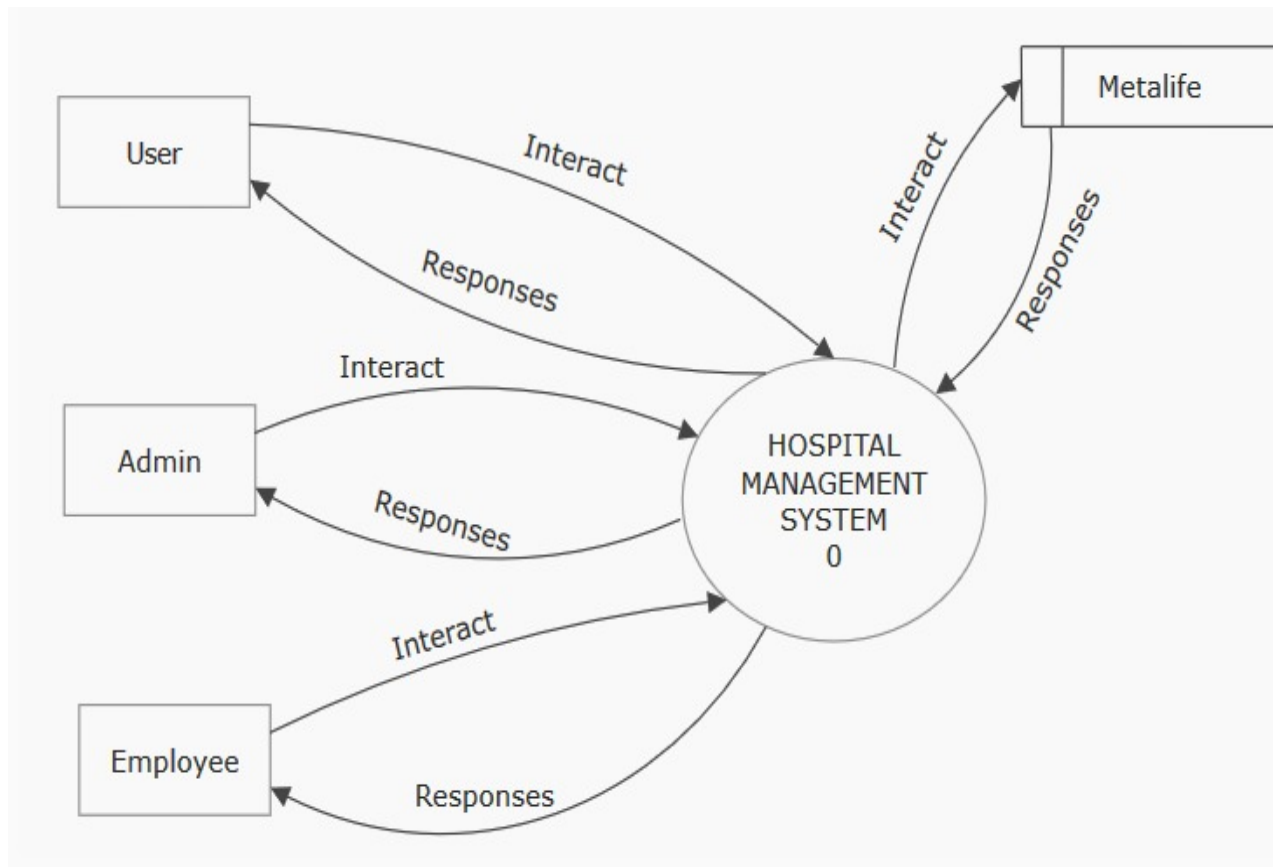 User
Interact
Responses
Metalife
Interact
Responses
Admin
Interact
Responses
HOSPITAL
MANAGEMENT
SYSTEM
0
Employee
Interact
Responses